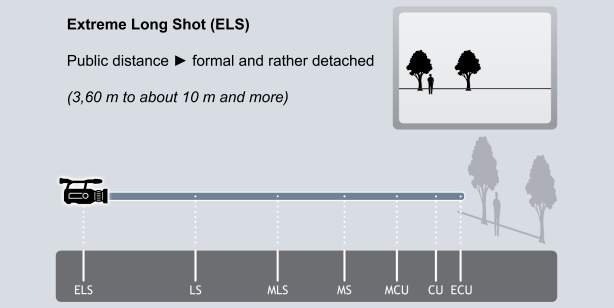 Extreme Long Shot (ELS)
Public distance ► formal and rather detached
(3,60 m to about 10 m and more)
ELS LS MLS MS MCU CU ECU